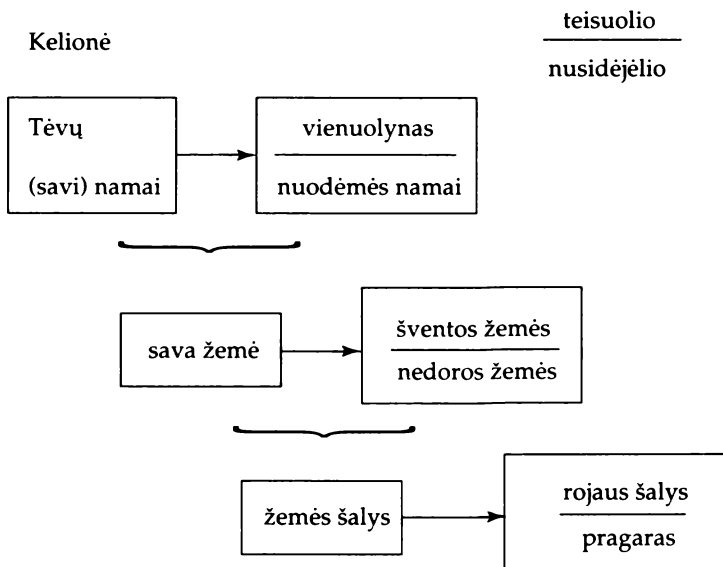 Kelionė
teisuolio
nusidėjėlio
Tėvų
(savi) namai
vienuolynas
nuodėmės namai
sava žemė
šventos žemės
nedoros žemės
žemės šalys
rojaus šalys
pragaras